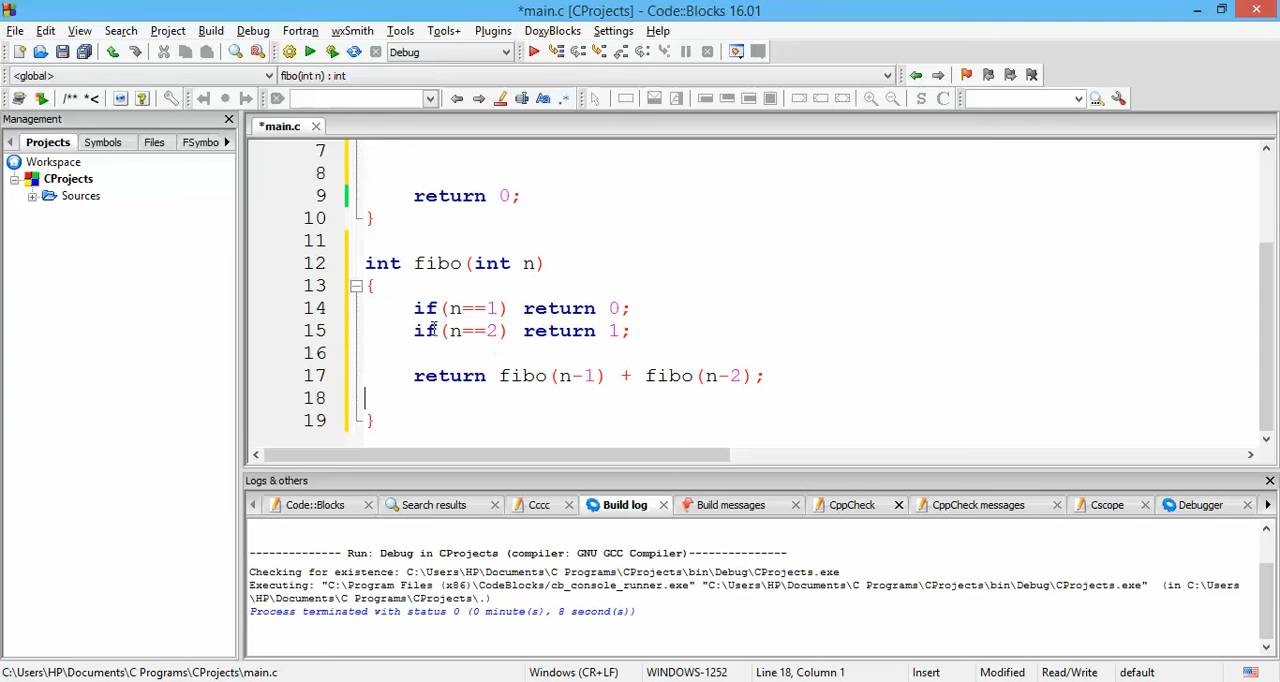 *main.c [CProjects] - Code::Blocks 16.01
File Edit View Search Project Build Debug Fortran wxSmith Tools Tools+ Plugins DoxyBlocks Settings Help
Debug
<global> fibo(int n) : int
/** *< S C
Management
Projects Symbols Files FSymbo
*main.c
Workspace
CProjects
Sources
7
8
9 return 0;
10 }
11
12 int fibo(int n)
13 {
14 if(n==1) return 0;
15 if(n==2) return 1;
16
17 return fibo(n-1) + fibo(n-2);
18
19 }
Logs & others
Code::Blocks Search results Cccc Build log Build messages CppCheck CppCheck messages Cscope Debugger
-------------- Run: Debug in CProjects (compiler: GNU GCC Compiler)---------------
Checking for existence: C:\Users\HP\Documents\C Programs\CProjects\bin\Debug\CProjects.exe
Executing: "C:\Program Files (x86)\CodeBlocks/cb_console_runner.exe" "C:\Users\HP\Documents\C Programs\CProjects\bin\Debug\CProjects.exe"  (in C:\Users
\HP\Documents\C Programs\CProjects\.)
Process terminated with status 0 (0 minute(s), 8 second(s))
C:\Users\HP\Documents\C Programs\CProjects\main.c Windows (CR+LF) WINDOWS-1252 Line 18, Column 1 Insert Modified Read/Write default